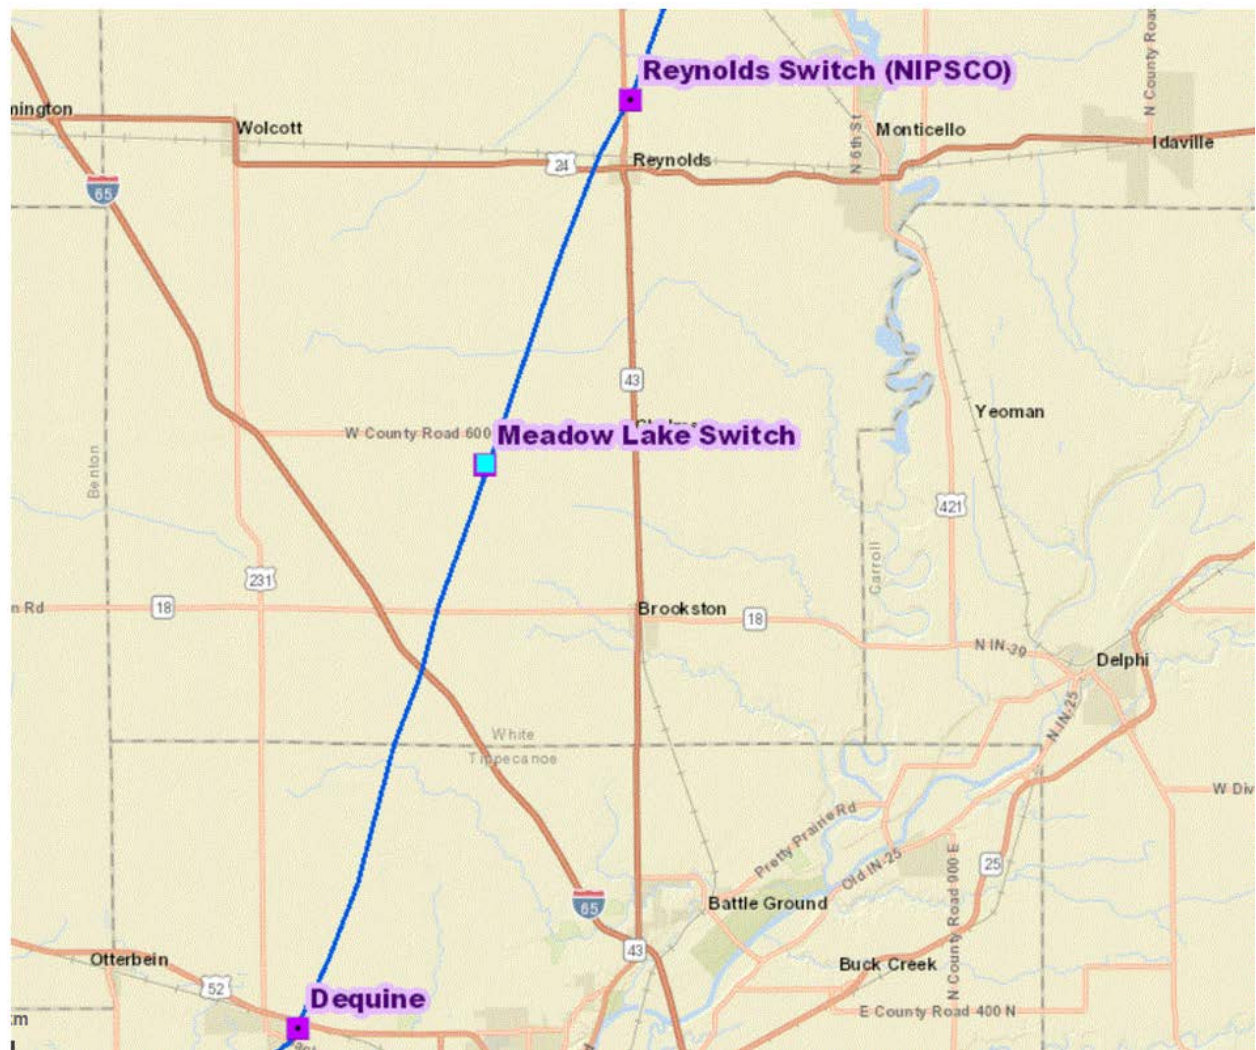 Reynolds Switch (NIPSCO)
mington
Wolcott
Monticello
N County Road
N 6th St
Idaville
24
Reynolds
65
43
Yeoman
W County Road 600
Meadow Lake Switch
Benton
421
Carroll
231
n Rd
18
Brookston
18
N IN-39
Delphi
N IN-25
White
Tippecanoe
W Div
Pretty Prairie Rd
Old IN-25
N County Road 900 E
25
65
Battle Ground
43
Otterbein
Buck Creek
52
Dequine
E County Road 400 N